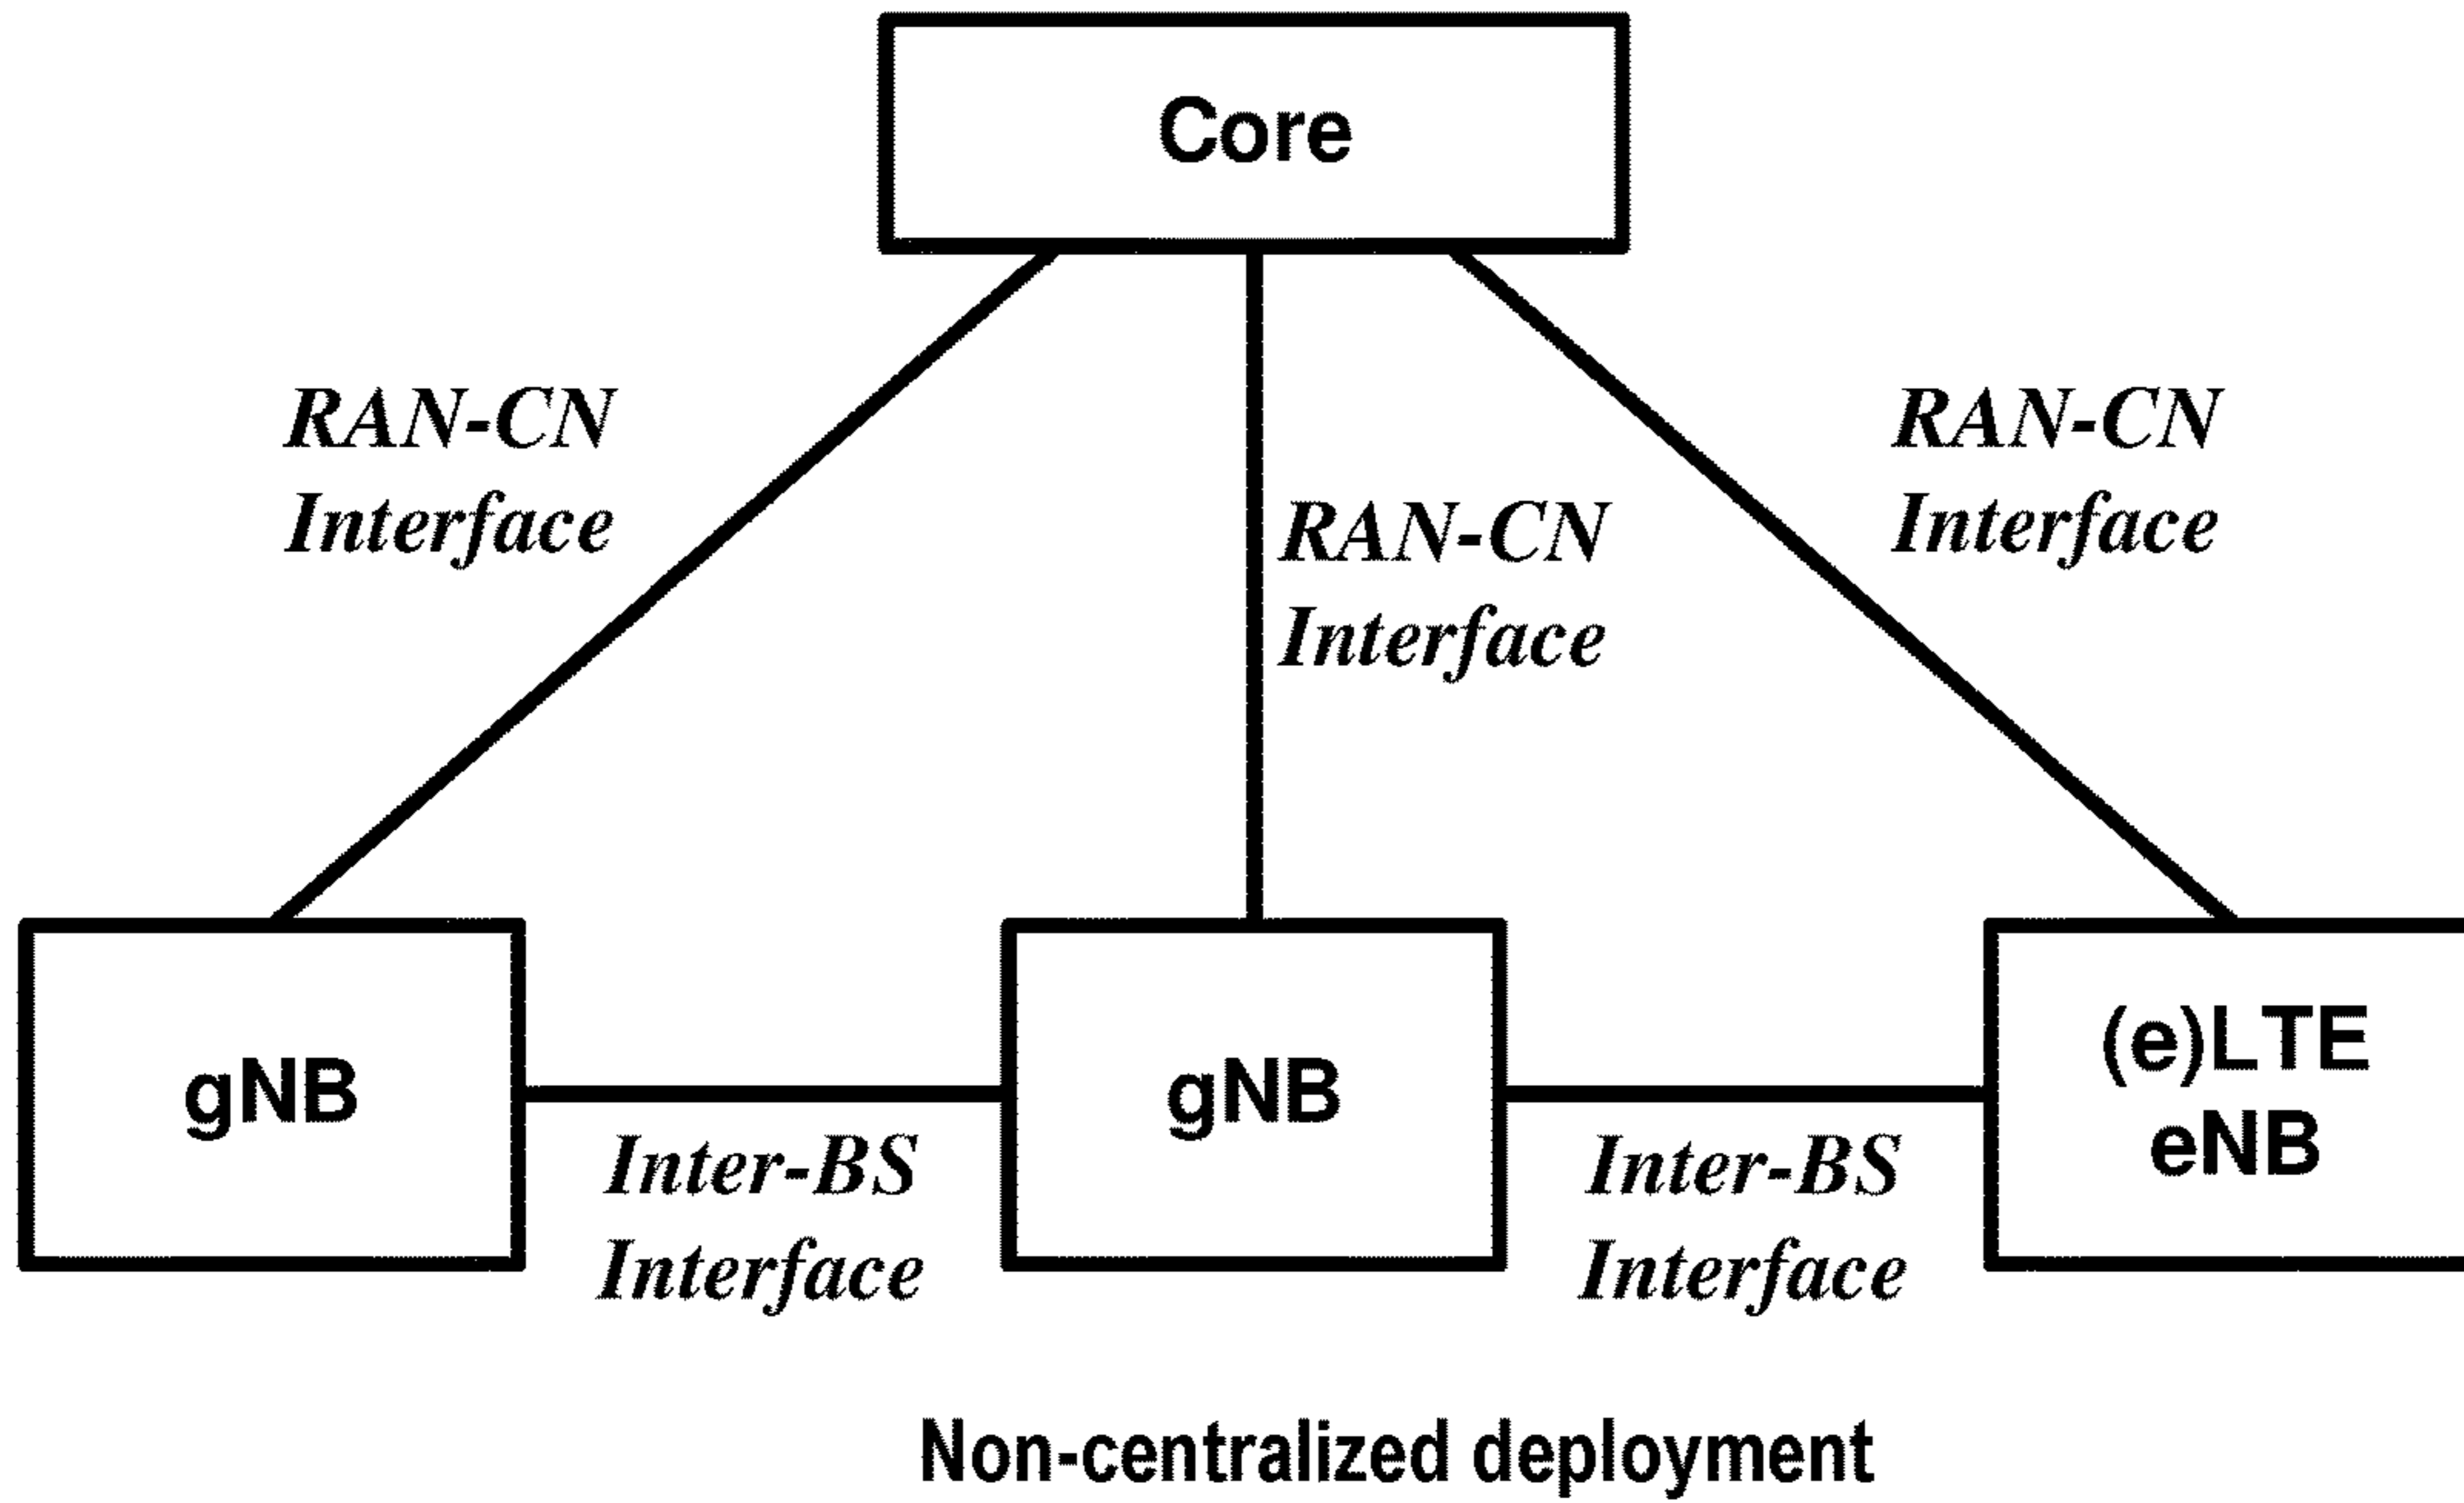 Core
RAN-CN
Interface
RAN-CN
Interface
RAN-CN
Interface
gNB
Inter-BS
Interface
gNB
Inter-BS
Interface
(e)LTE
eNB
Non-centralized deployment